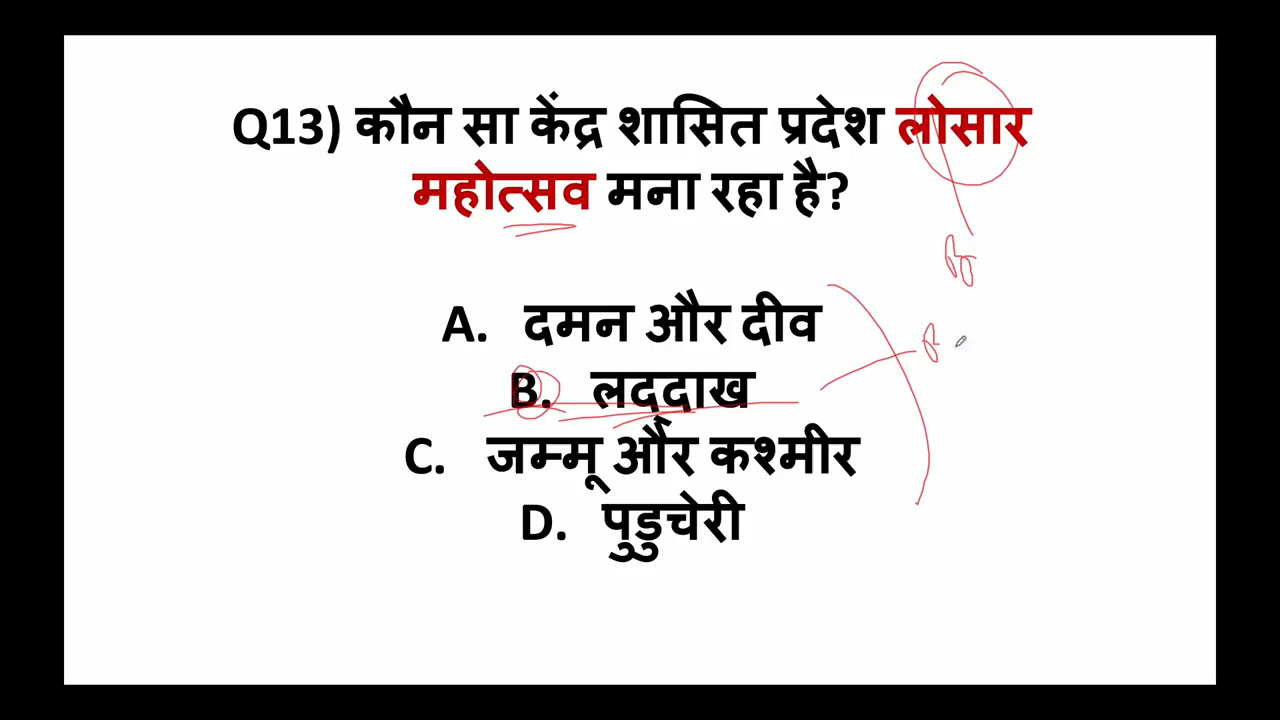 Q13) कौन सा केंद्र शासित प्रदेश लोसार
महोत्सव मना रहा है?
A. दमन और दीव
B. लद्दाख
C. जम्मू और कश्मीर
D. पुडुचेरी